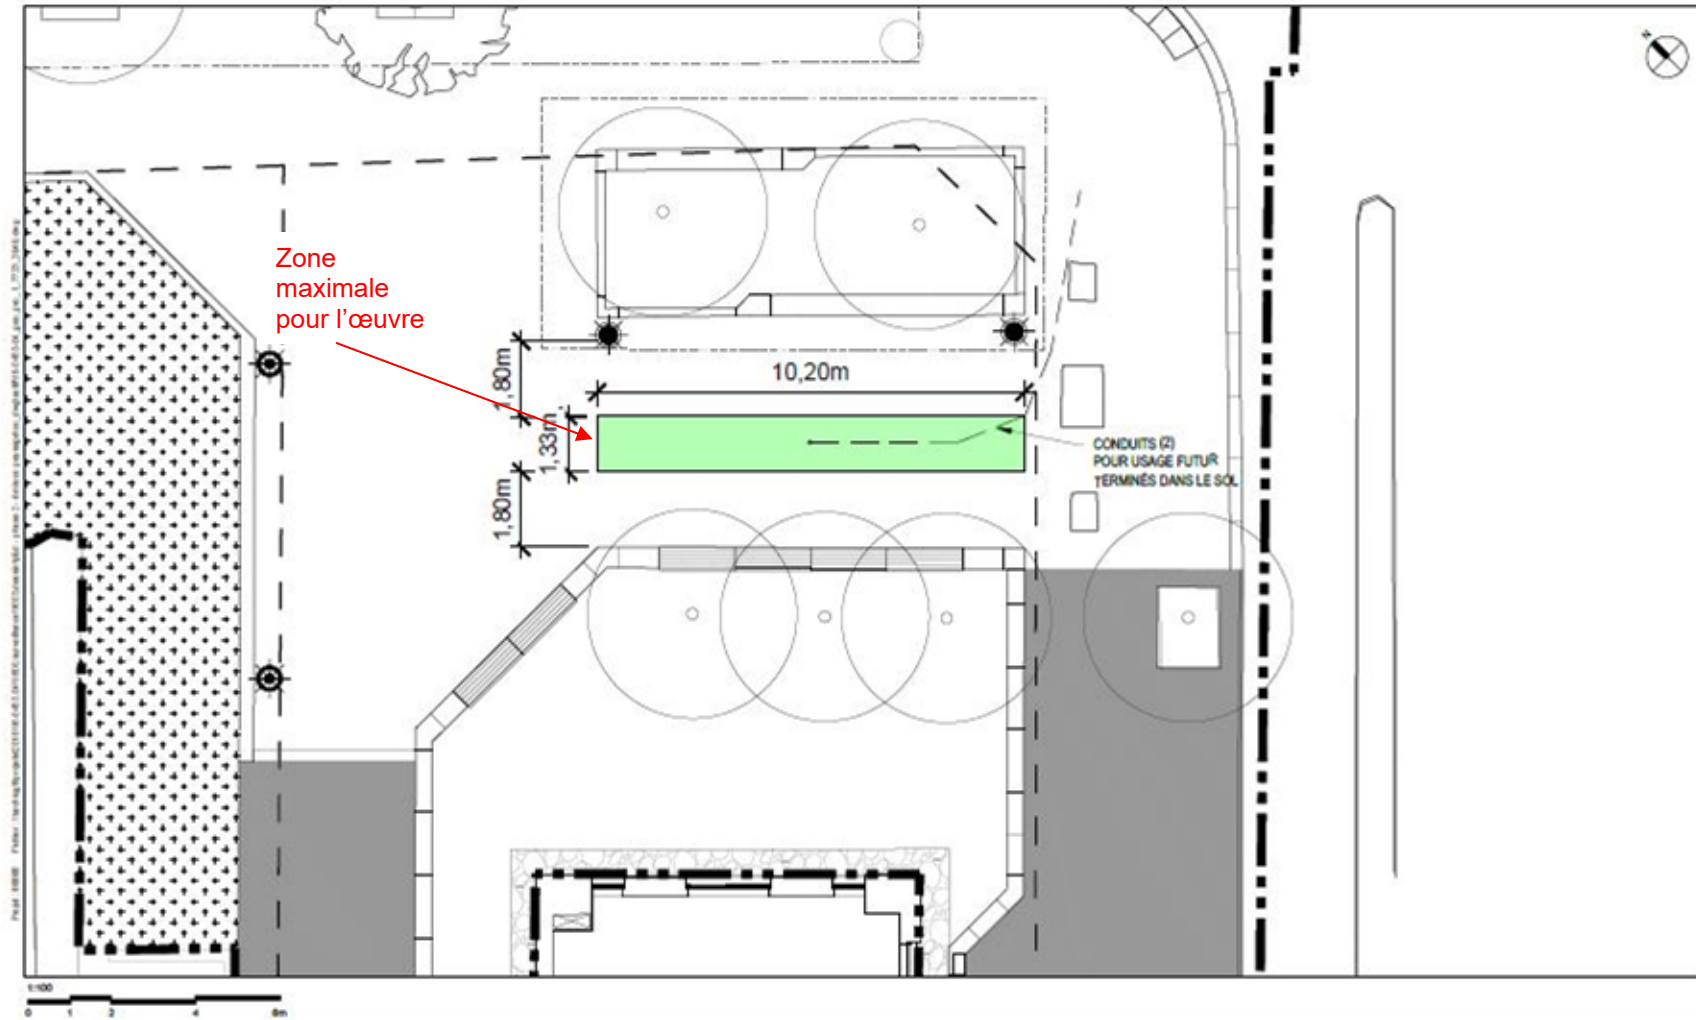 N
Zone
maximale
pour l'œuvre
1,80m
10,20m
1,33m
1,80m
CONDUITS (2)
POUR USAGE FUTUR
TERMINÉS DANS LE SOL
1:100
0 1 2 4 6m